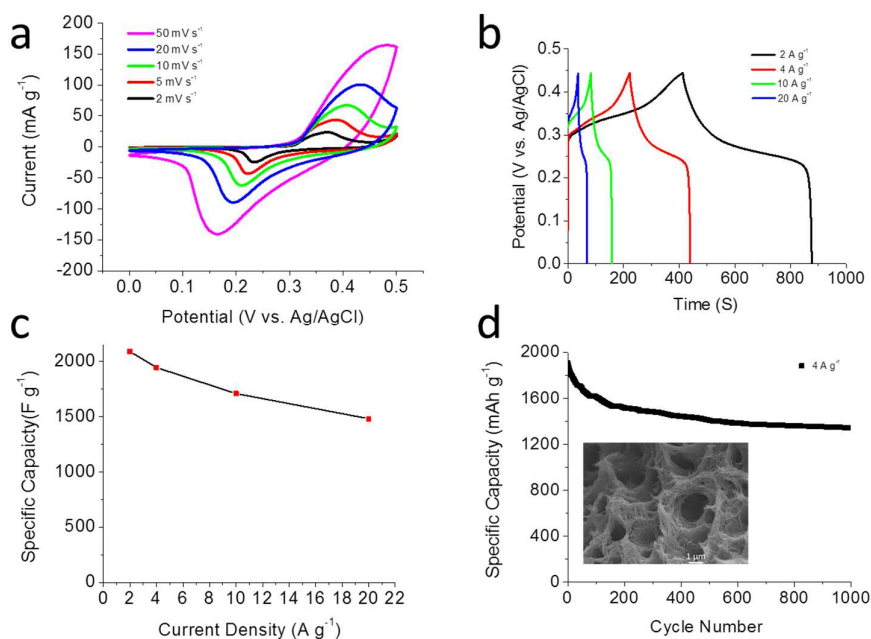 a
50 mV s⁻¹
20 mV s⁻¹
10 mV s⁻¹
5 mV s⁻¹
2 mV s⁻¹
200
150
100
50
0
-50
-100
-150
-200
Current (mA g⁻¹)
0.0 0.1 0.2 0.3 0.4 0.5
Potential (V vs. Ag/AgCl)
b
2 A g⁻¹
4 A g⁻¹
10 A g⁻¹
20 A g⁻¹
0.5
0.4
0.3
0.2
0.1
0.0
Potential (V vs. Ag/AgCl)
0 200 400 600 800 1000
Time (S)
c
2000
1500
1000
500
0
Specific Capaicty(F g⁻¹)
0 2 4 6 8 10 12 14 16 18 20 22
Current Density (A g⁻¹)
d
4 A g⁻¹
2000
1600
1200
800
400
0
Specific Capacity (mAh g⁻¹)
1 μm
0 200 400 600 800 1000
Cycle Number